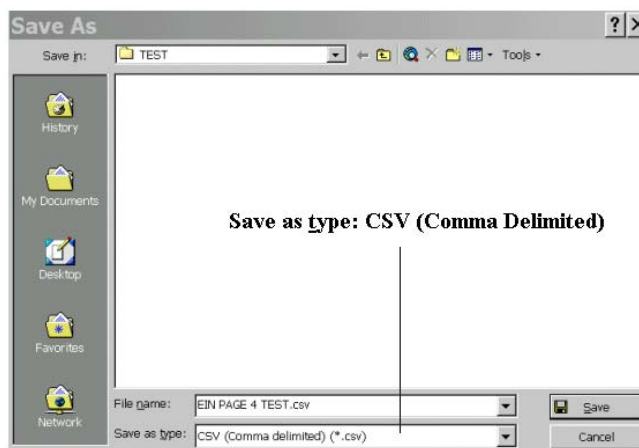 Save As
Save in:
TEST
Tools
History
My Documents
Desktop
Favorites
Network
Save as type: CSV (Comma Delimited)
File name:
EIN PAGE 4 TEST.csv
Save
Save as type:
CSV (Comma delimited) (*.csv)
Cancel